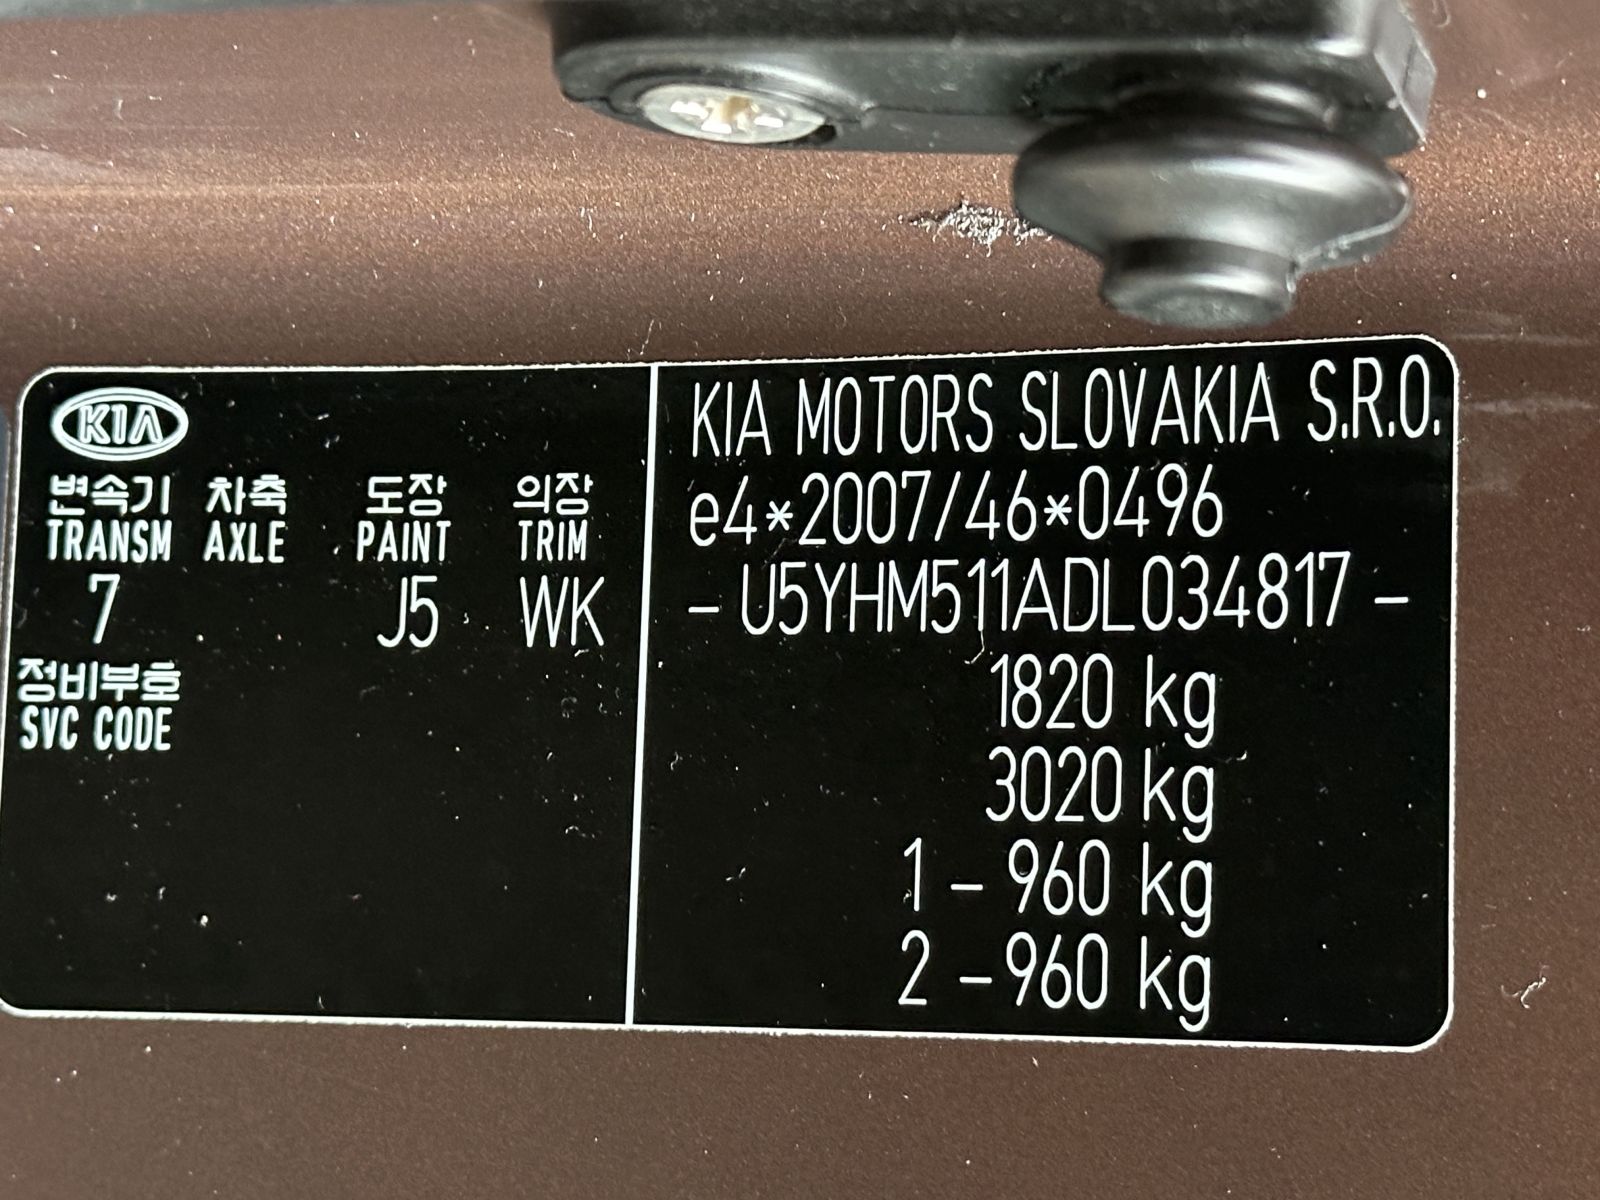 KIA
변속기 차축 도장 의장
TRANSM AXLE PAINT TRIM
7 J5 WK
정비부호
SVC CODE
KIA MOTORS SLOVAKIA S.R.O.
e4*2007/46*0496
- U5YHM511ADL034817 -
1820 kg
3020 kg
1 - 960 kg
2 - 960 kg